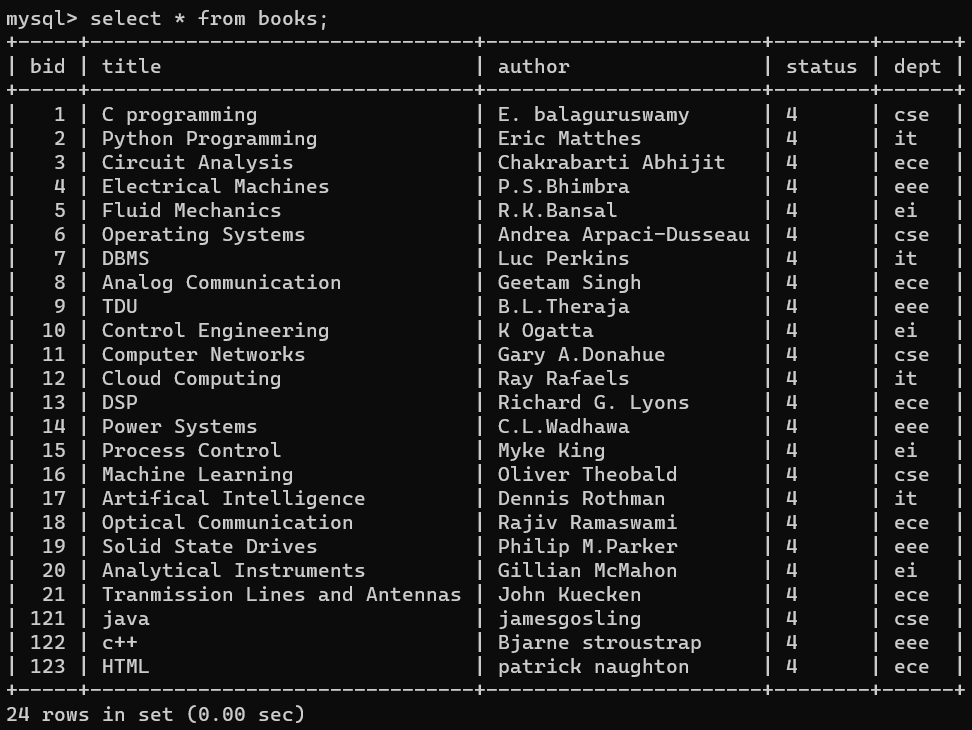 mysql> select * from books;
+-----+--------------------------------+-----------------------+--------+------+
| bid | title                          | author                | status | dept |
+-----+--------------------------------+-----------------------+--------+------+
|   1 | C programming                  | E. balaguruswamy      | 4      | cse  |
|   2 | Python Programming             | Eric Matthes          | 4      | it   |
|   3 | Circuit Analysis               | Chakrabarti Abhijit   | 4      | ece  |
|   4 | Electrical Machines            | P.S.Bhimbra           | 4      | eee  |
|   5 | Fluid Mechanics                | R.K.Bansal            | 4      | ei   |
|   6 | Operating Systems              | Andrea Arpaci-Dusseau | 4      | cse  |
|   7 | DBMS                           | Luc Perkins           | 4      | it   |
|   8 | Analog Communication           | Geetam Singh          | 4      | ece  |
|   9 | TDU                            | B.L.Theraja           | 4      | eee  |
|  10 | Control Engineering            | K Ogatta              | 4      | ei   |
|  11 | Computer Networks              | Gary A.Donahue        | 4      | cse  |
|  12 | Cloud Computing                | Ray Rafaels           | 4      | it   |
|  13 | DSP                            | Richard G. Lyons      | 4      | ece  |
|  14 | Power Systems                  | C.L.Wadhawa           | 4      | eee  |
|  15 | Process Control                | Myke King             | 4      | ei   |
|  16 | Machine Learning               | Oliver Theobald       | 4      | cse  |
|  17 | Artifical Intelligence         | Dennis Rothman        | 4      | it   |
|  18 | Optical Communication          | Rajiv Ramaswami       | 4      | ece  |
|  19 | Solid State Drives             | Philip M.Parker       | 4      | eee  |
|  20 | Analytical Instruments         | Gillian McMahon       | 4      | ei   |
|  21 | Tranmission Lines and Antennas | John Kuecken          | 4      | ece  |
| 121 | java                           | jamesgosling          | 4      | cse  |
| 122 | c++                            | Bjarne stroustrap     | 4      | eee  |
| 123 | HTML                           | patrick naughton      | 4      | ece  |
+-----+--------------------------------+-----------------------+--------+------+
24 rows in set (0.00 sec)